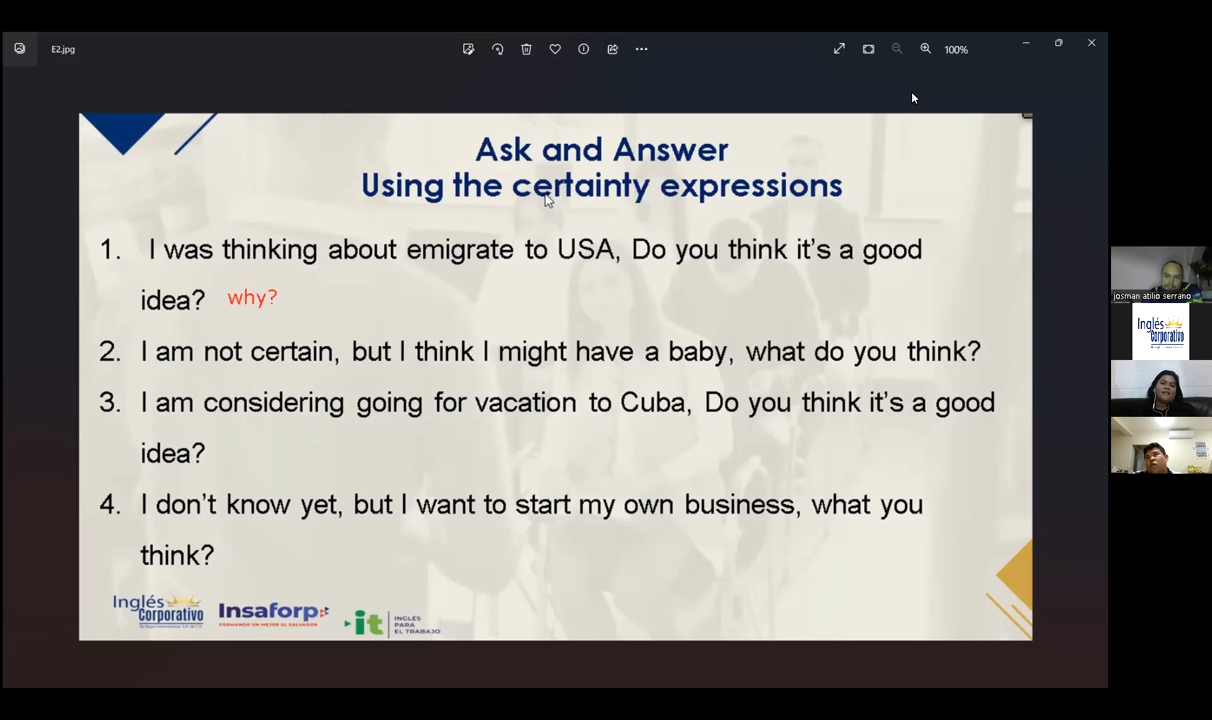 E2.jpg
100%
Ask and Answer
Using the certainty expressions
1. I was thinking about emigrate to USA, Do you think it's a good
idea? why?
2. I am not certain, but I think I might have a baby, what do you think?
3. I am considering going for vacation to Cuba, Do you think it's a good
idea?
4. I don't know yet, but I want to start my own business, what you
think?
Inglés
Corporativo
Insaforp
FORMANDO UN MEJOR EL SALVADOR
it
INGLÉS
PARA
EL TRABAJO
josman atilio serrano
Inglés
Corporativo